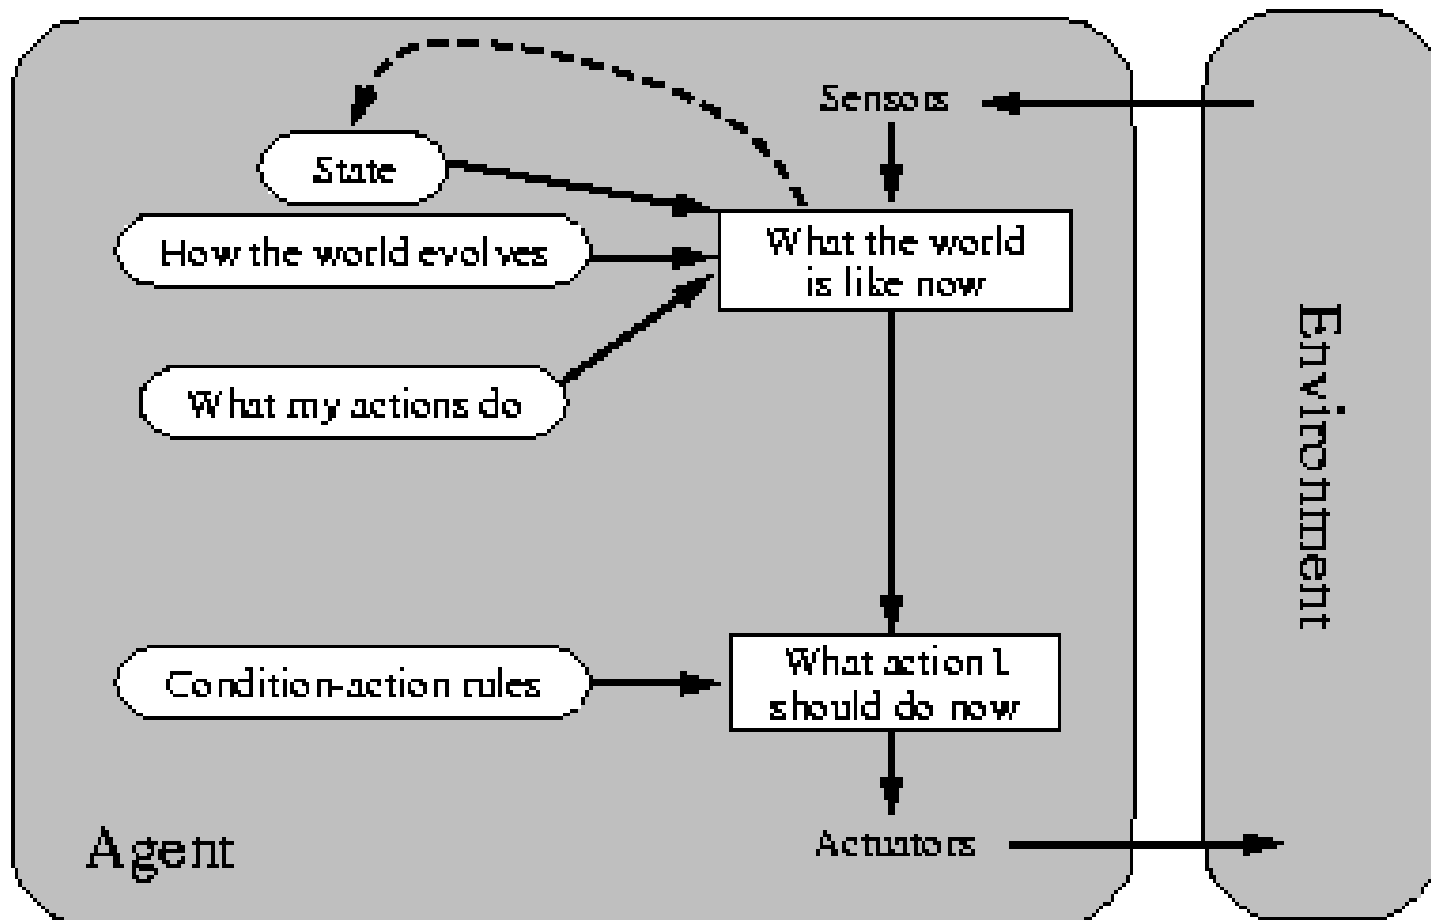 Sensors
State
What the world
is like now
How the world evolves
What my actions do
Environment
Condition-action rules
What action I
should do now
Agent
Actuators